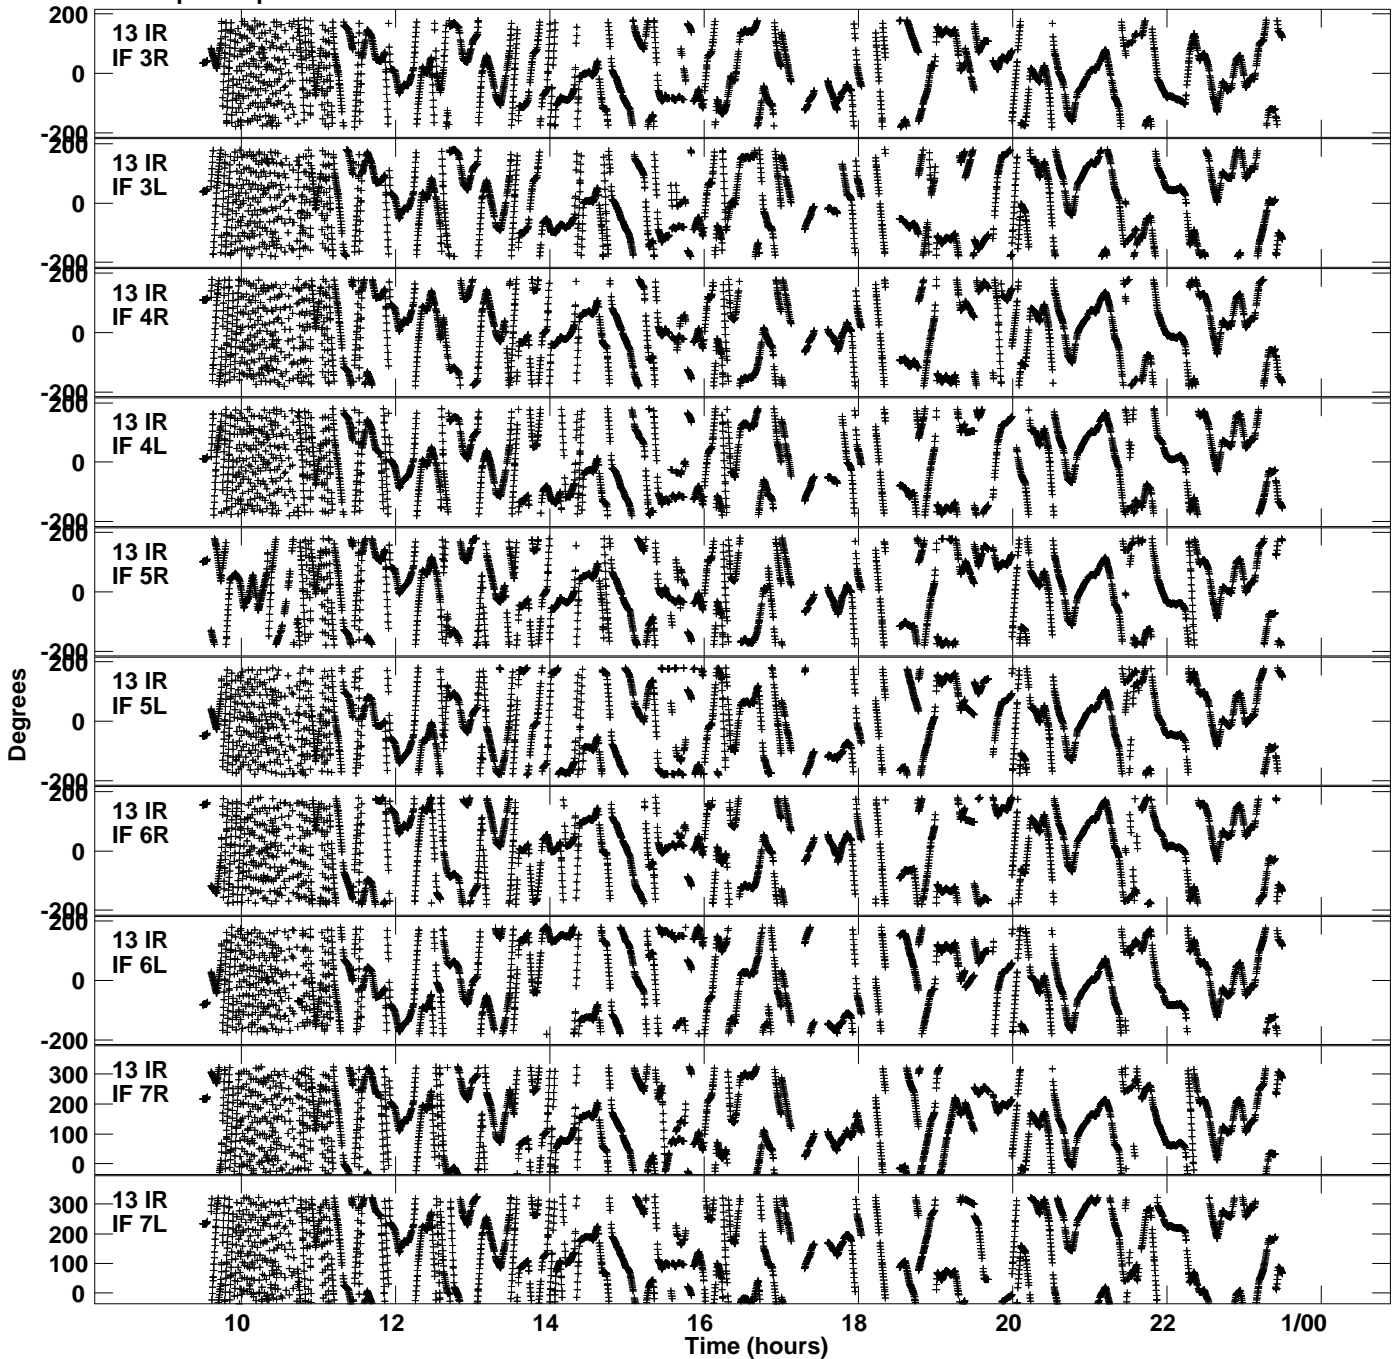 200
13 IR
IF 3R
0
-200
200
13 IR
IF 3L
0
-200
200
13 IR
IF 4R
0
-200
200
13 IR
IF 4L
0
-200
200
13 IR
IF 5R
0
-200
200
13 IR
IF 5L
0
-200
200
13 IR
IF 6R
0
-200
200
13 IR
IF 6L
0
-200
13 IR
IF 7R
300
200
100
0
13 IR
IF 7L
300
200
100
0
Degrees
10 12 14 16 18 20 22 1/00
Time (hours)